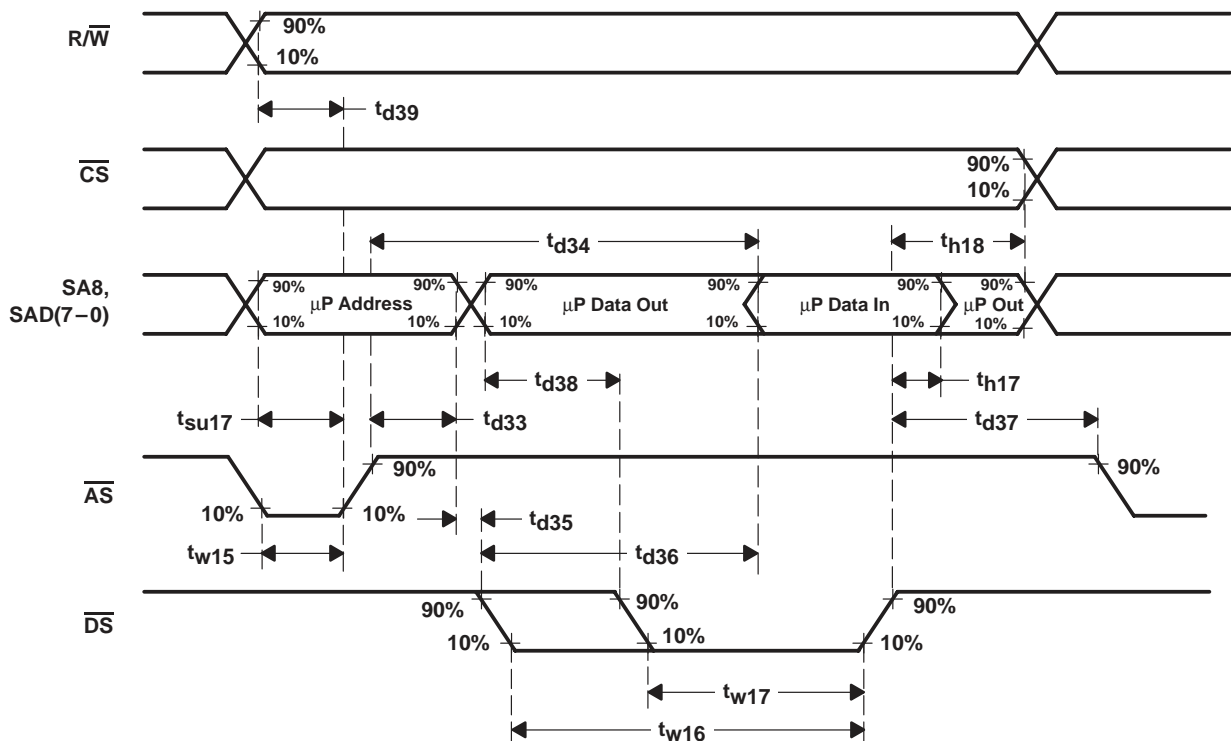 R/W
90%
10%
td39
CS
90%
10%
td34
th18
SA8,
SAD(7–0)
90%
μP Address
90%
90%
μP Data Out
90%
μP Data In
90%
μP Out
90%
10%
10%
10%
10%
10%
10%
td38
th17
tsu17
td33
td37
AS
90%
90%
10%
10%
td35
tw15
td36
DS
90%
90%
90%
10%
10%
10%
tw17
tw16